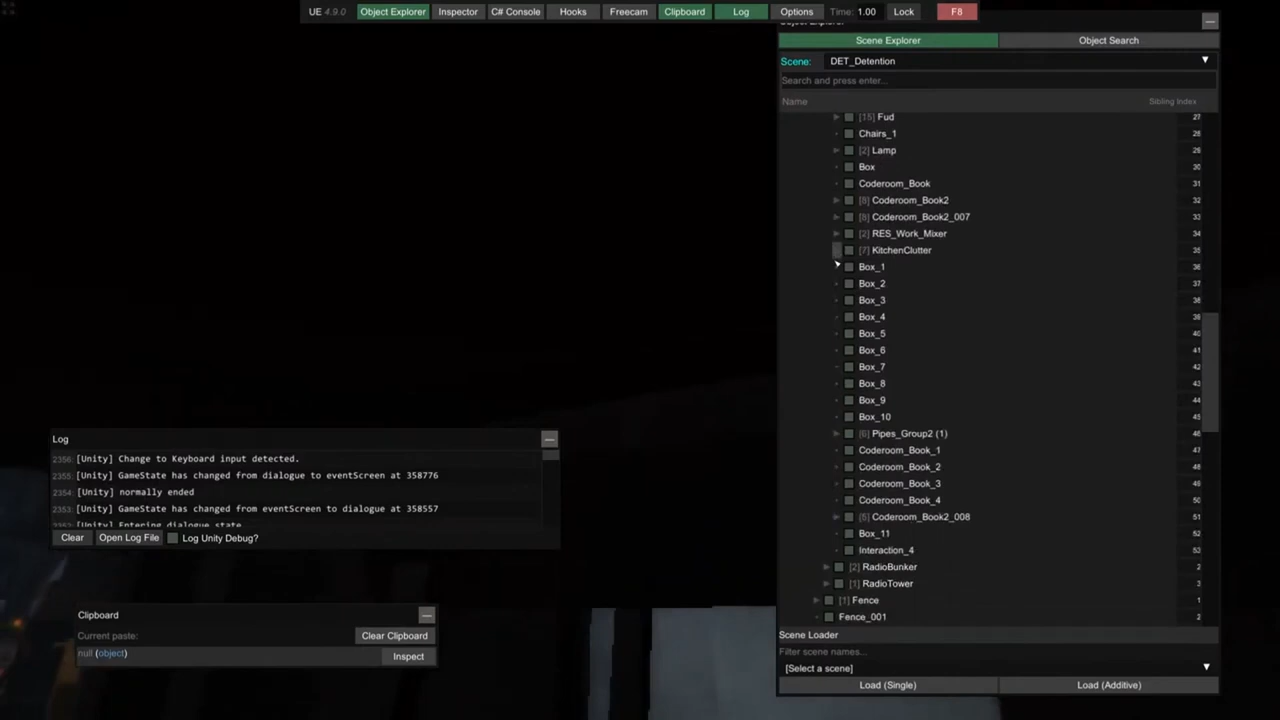 UE 4.9.0 Object Explorer Inspector C# Console Hooks Freecam Clipboard Log Options Time: 1.00 Lock F8
Object Explorer
Scene Explorer Object Search
Scene: DET_Detention ▼
Search and press enter...
Name Sibling Index
[15] Fud 27
Chairs_1 28
[2] Lamp 29
Box 30
Coderoom_Book 31
[8] Coderoom_Book2 32
[8] Coderoom_Book2_007 33
[2] RES_Work_Mixer 34
[7] KitchenClutter 35
Box_1 36
Box_2 37
Box_3 38
Box_4 39
Box_5 40
Box_6 41
Box_7 42
Box_8 43
Box_9 44
Box_10 45
[6] Pipes_Group2 (1) 46
Coderoom_Book_1 47
Coderoom_Book_2 48
Coderoom_Book_3 49
Coderoom_Book_4 50
[5] Coderoom_Book2_008 51
Box_11 52
Interaction_4 53
[2] RadioBunker 2
[1] RadioTower 3
[1] Fence 1
Fence_001 2
Scene Loader
Filter scene names...
[Select a scene] ▼
Load (Single) Load (Additive)
Log
2356: [Unity] Change to Keyboard input detected.
2355: [Unity] GameState has changed from dialogue to eventScreen at 358776
2354: [Unity] normally ended
2353: [Unity] GameState has changed from eventScreen to dialogue at 358557
2352: [Unity] Entering dialogue state
Clear Open Log File Log Unity Debug?
Clipboard
Current paste: Clear Clipboard
null (object) Inspect